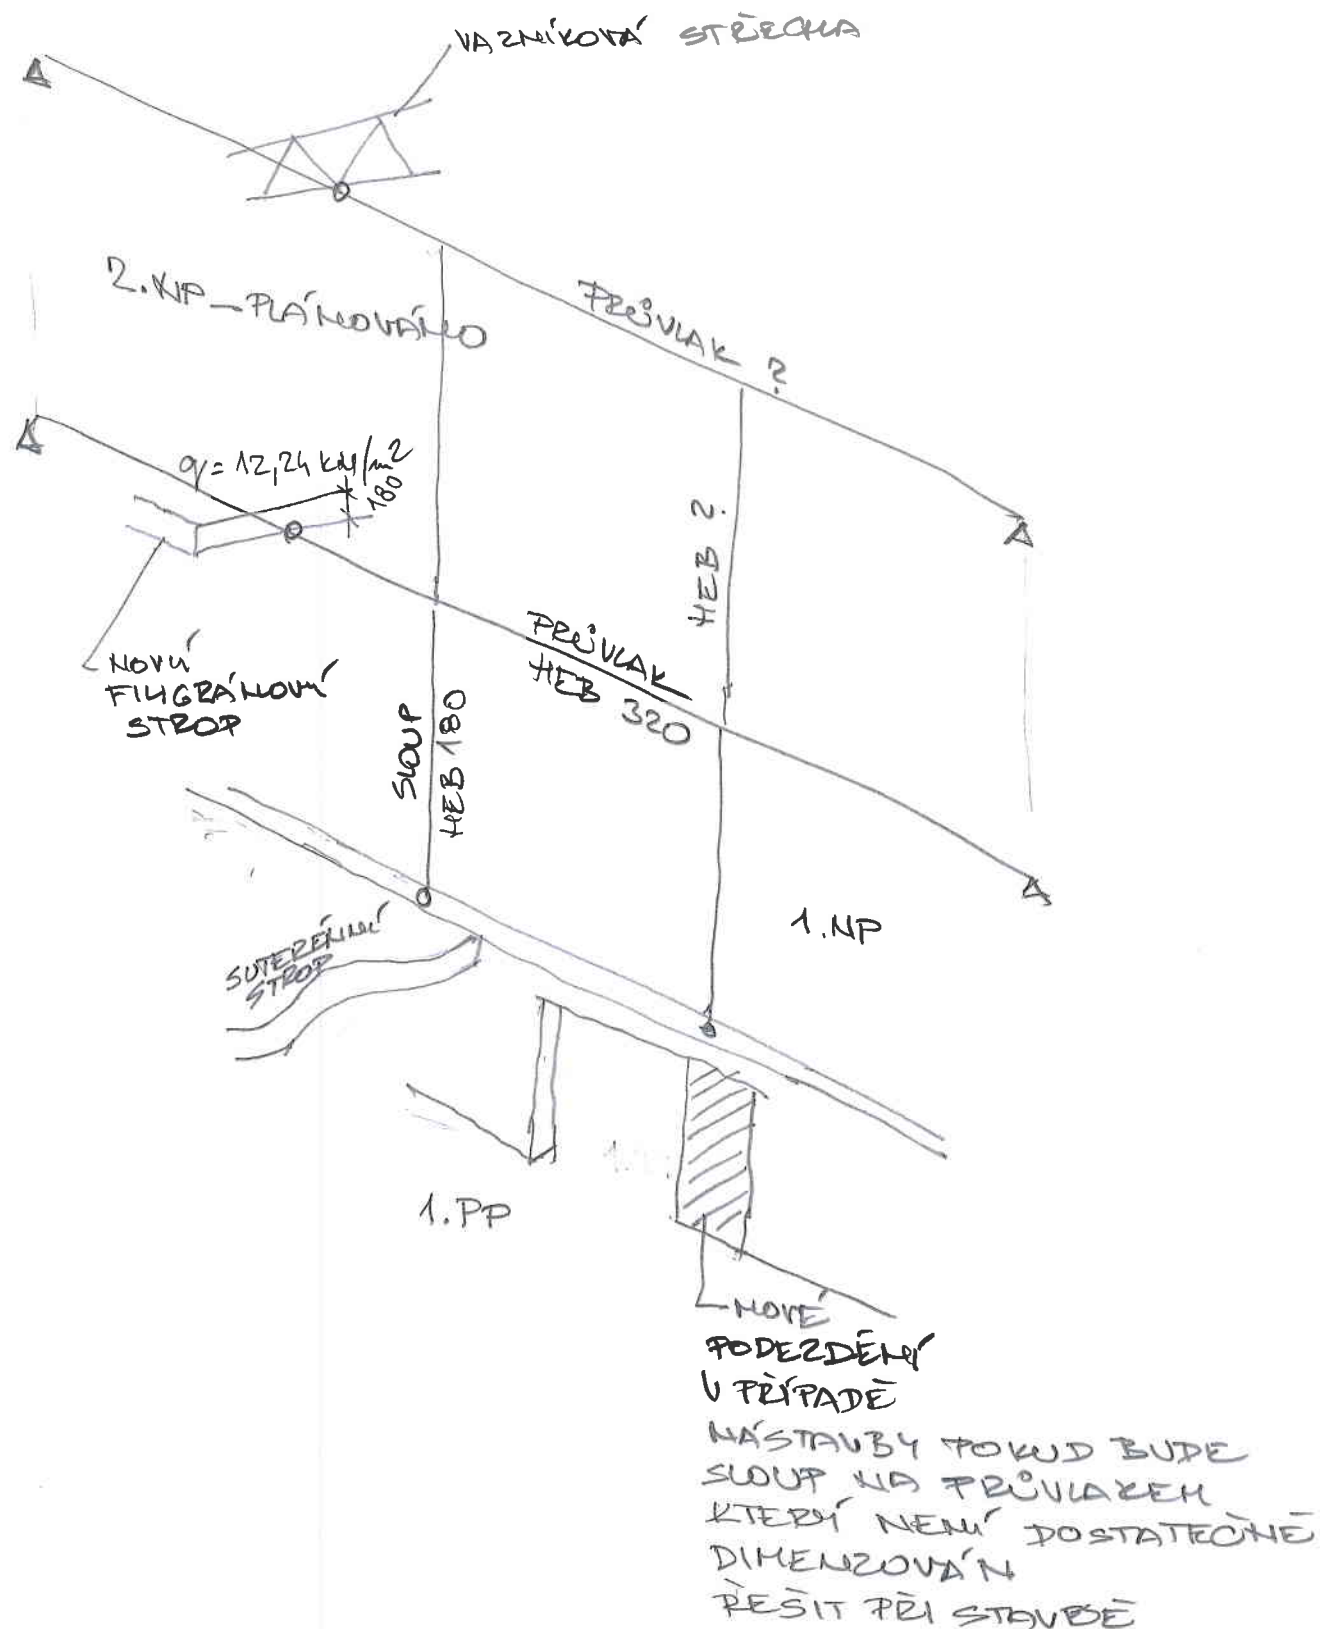 VAZNÍKOVÁ STŘECHA
2.NP-PLÁNOVÁNO
PRŮVLAK ?
q = 12,24 kN/m2
180
HEB ?
NOVÝ
FILIGRÁNOVÝ
STROP
PRŮVLAK
HEB 320
SLOUP
HEB 180
1.NP
SUTERÉNNÍ
STROP
1.PP
NOVÉ
PODEZDĚNÍ
V PŘÍPADĚ
NÁSTAVBY POKUD BUDE
SLOUP NA PRŮVLAKEM
KTERÝ NENÍ DOSTATEČNĚ
DIMENZOVÁN
ŘEŠIT PŘI STAVBĚ